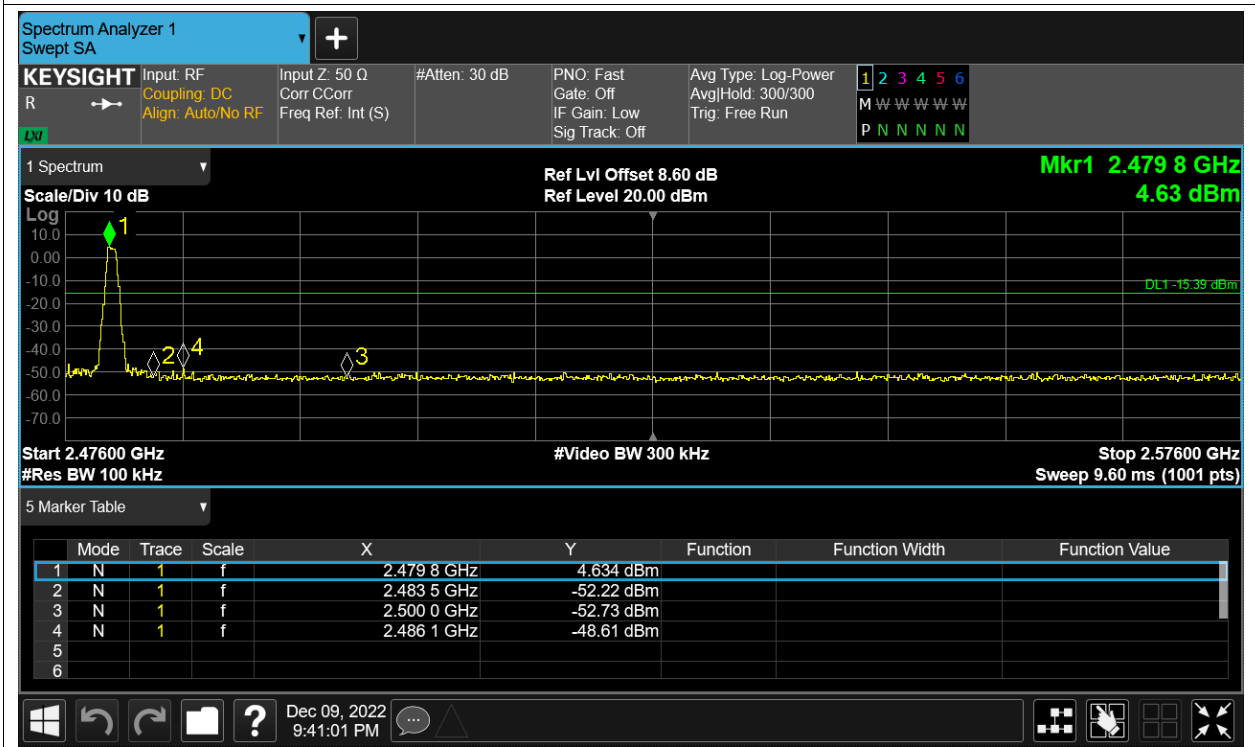 Spectrum Analyzer 1
Swept SA
+
KEYSIGHT Input: RF Input Z: 50 Ω #Atten: 30 dB PNO: Fast Avg Type: Log-Power 1 2 3 4 5 6
R Coupling: DC Corr CCorr Gate: Off Avg|Hold: 300/300 M W W W W W
Align: Auto/No RF Freq Ref: Int (S) IF Gain: Low Trig: Free Run
LXI Sig Track: Off P N N N N N
1 Spectrum Ref Lvl Offset 8.60 dB Mkr1 2.479 8 GHz
Scale/Div 10 dB Ref Level 20.00 dBm 4.63 dBm
Log
1
10.0
0.00
-10.0
DL1 -15.39 dBm
-20.0
-30.0
-40.0
2 4 3
-50.0
-60.0
-70.0
Start 2.47600 GHz #Video BW 300 kHz Stop 2.57600 GHz
#Res BW 100 kHz Sweep 9.60 ms (1001 pts)
5 Marker Table
Mode Trace Scale X Y Function Function Width Function Value
1 N 1 f 2.479 8 GHz 4.634 dBm
2 N 1 f 2.483 5 GHz -52.22 dBm
3 N 1 f 2.500 0 GHz -52.73 dBm
4 N 1 f 2.486 1 GHz -48.61 dBm
5
6
? Dec 09, 2022
9:41:01 PM